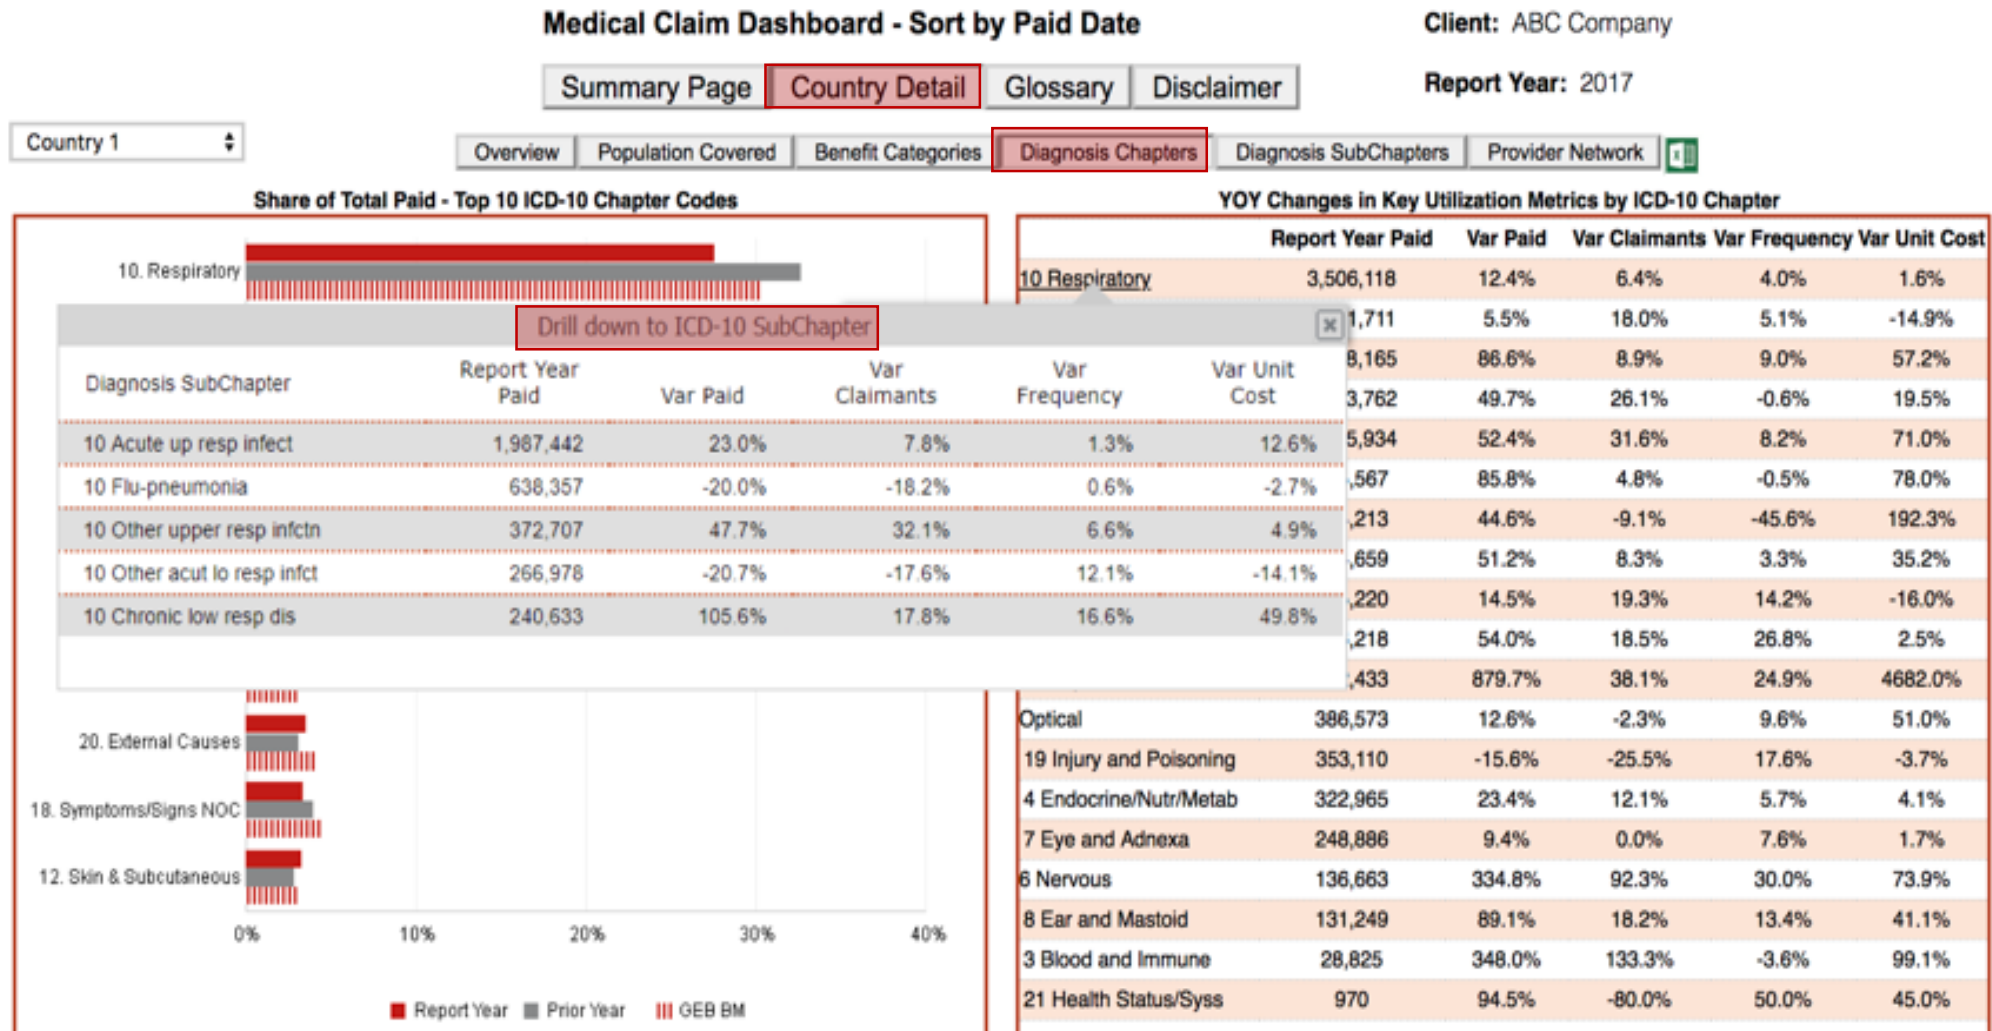 Medical Claim Dashboard - Sort by Paid Date
Client: ABC Company
Summary Page Country Detail Glossary Disclaimer
Report Year: 2017
Country 1
Overview Population Covered Benefit Categories Diagnosis Chapters Diagnosis SubChapters Provider Network
Share of Total Paid - Top 10 ICD-10 Chapter Codes
10. Respiratory
Drill down to ICD-10 SubChapter
Diagnosis SubChapter Report Year Paid Var Paid Var Claimants Var Frequency Var Unit Cost
10 Acute up resp infect 1,987,442 23.0% 7.8% 1.3% 12.6%
10 Flu-pneumonia 638,357 -20.0% -18.2% 0.6% -2.7%
10 Other upper resp infctn 372,707 47.7% 32.1% 6.6% 4.9%
10 Other acut lo resp infct 266,978 -20.7% -17.6% 12.1% -14.1%
10 Chronic low resp dis 240,633 105.6% 17.8% 16.6% 49.8%
20. External Causes
18. Symptoms/Signs NOC
12. Skin & Subcutaneous
0% 10% 20% 30% 40%
Report Year Prior Year GEB BM
YOY Changes in Key Utilization Metrics by ICD-10 Chapter
Report Year Paid Var Paid Var Claimants Var Frequency Var Unit Cost
10 Respiratory 3,506,118 12.4% 6.4% 4.0% 1.6%
1,711 5.5% 18.0% 5.1% -14.9%
8,165 86.6% 8.9% 9.0% 57.2%
3,762 49.7% 26.1% -0.6% 19.5%
5,934 52.4% 31.6% 8.2% 71.0%
,567 85.8% 4.8% -0.5% 78.0%
,213 44.6% -9.1% -45.6% 192.3%
,659 51.2% 8.3% 3.3% 35.2%
,220 14.5% 19.3% 14.2% -16.0%
,218 54.0% 18.5% 26.8% 2.5%
,433 879.7% 38.1% 24.9% 4682.0%
Optical 386,573 12.6% -2.3% 9.6% 51.0%
19 Injury and Poisoning 353,110 -15.6% -25.5% 17.6% -3.7%
4 Endocrine/Nutr/Metab 322,965 23.4% 12.1% 5.7% 4.1%
7 Eye and Adnexa 248,886 9.4% 0.0% 7.6% 1.7%
6 Nervous 136,663 334.8% 92.3% 30.0% 73.9%
8 Ear and Mastoid 131,249 89.1% 18.2% 13.4% 41.1%
3 Blood and Immune 28,825 348.0% 133.3% -3.6% 99.1%
21 Health Status/Syss 970 94.5% -80.0% 50.0% 45.0%